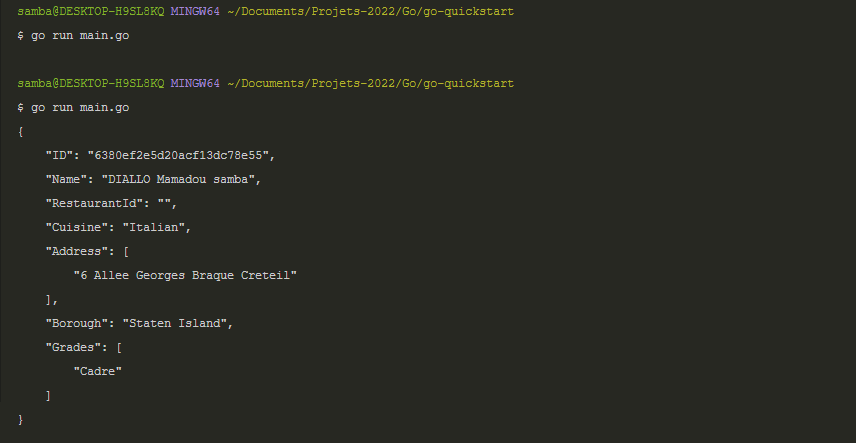 samba@DESKTOP-H9SL8KQ MINGW64 ~/Documents/Projets-2022/Go/go-quickstart
$ go run main.go

samba@DESKTOP-H9SL8KQ MINGW64 ~/Documents/Projets-2022/Go/go-quickstart
$ go run main.go
{
    "ID": "6380ef2e5d20acf13dc78e55",
    "Name": "DIALLO Mamadou samba",
    "RestaurantId": "",
    "Cuisine": "Italian",
    "Address": [
        "6 Allee Georges Braque Creteil"
    ],
    "Borough": "Staten Island",
    "Grades": [
        "Cadre"
    ]
}